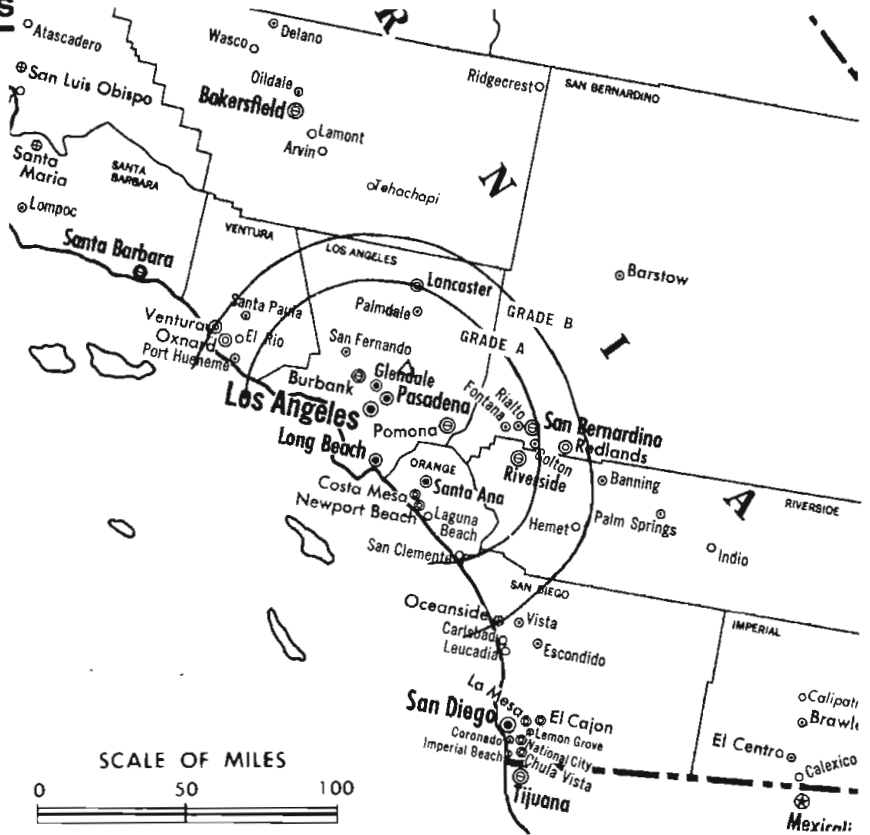 S
R
Atascadero
Wasco
Delano
San Luis Obispo
Oildale
Bakersfield
Ridgecrest
SAN BERNARDINO
Lamont
Arvin
Santa
Maria
SANTA
BARBARA
N
Tehachapi
Lompoc
Santa Barbara
VENTURA
LOS ANGELES
Barstow
Lancaster
Palmdale
GRADE B
GRADE A
I
Santa Paula
Ventura
Oxnard
El Rio
Port Hueneme
San Fernando
Glendale
Burbank
Pasadena
Los Angeles
Fontana
Rialto
San Bernardino
Redlands
Pomona
Colton
Long Beach
ORANGE
Riverside
Banning
A
RIVERSIDE
Santa Ana
Costa Mesa
Newport Beach
Laguna
Beach
Hemet
Palm Springs
Indio
San Clemente
SAN DIEGO
Oceanside
Vista
Carlsbad
Leucadia
Escondido
IMPERIAL
La Mesa
San Diego
El Cajon
Lemon Grove
Coronado
National City
Imperial Beach
Chula Vista
Tijuana
Calipatri
Brawle
El Centro
Calexico
Mexicali
SCALE OF MILES
0 50 100